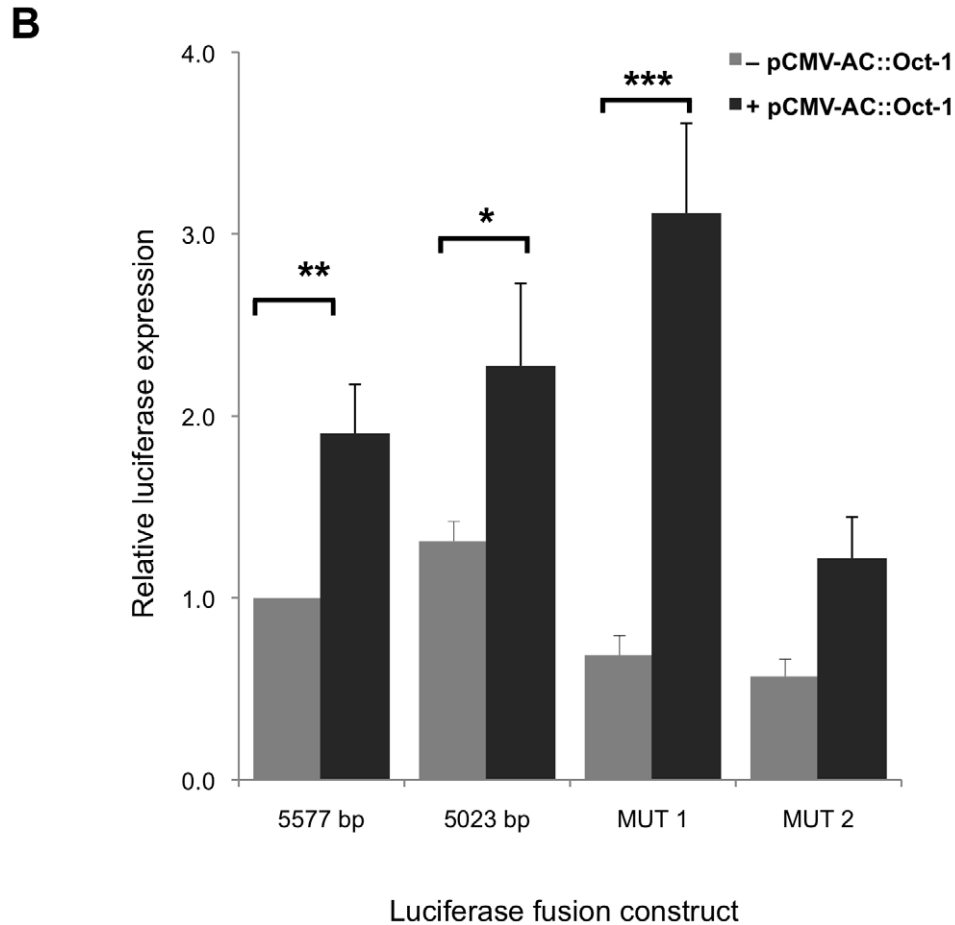 B
– pCMV-AC::Oct-1
+ pCMV-AC::Oct-1
Relative luciferase expression
4.0
3.0
2.0
1.0
0.0
**
*
***
5577 bp
5023 bp
MUT 1
MUT 2
Luciferase fusion construct